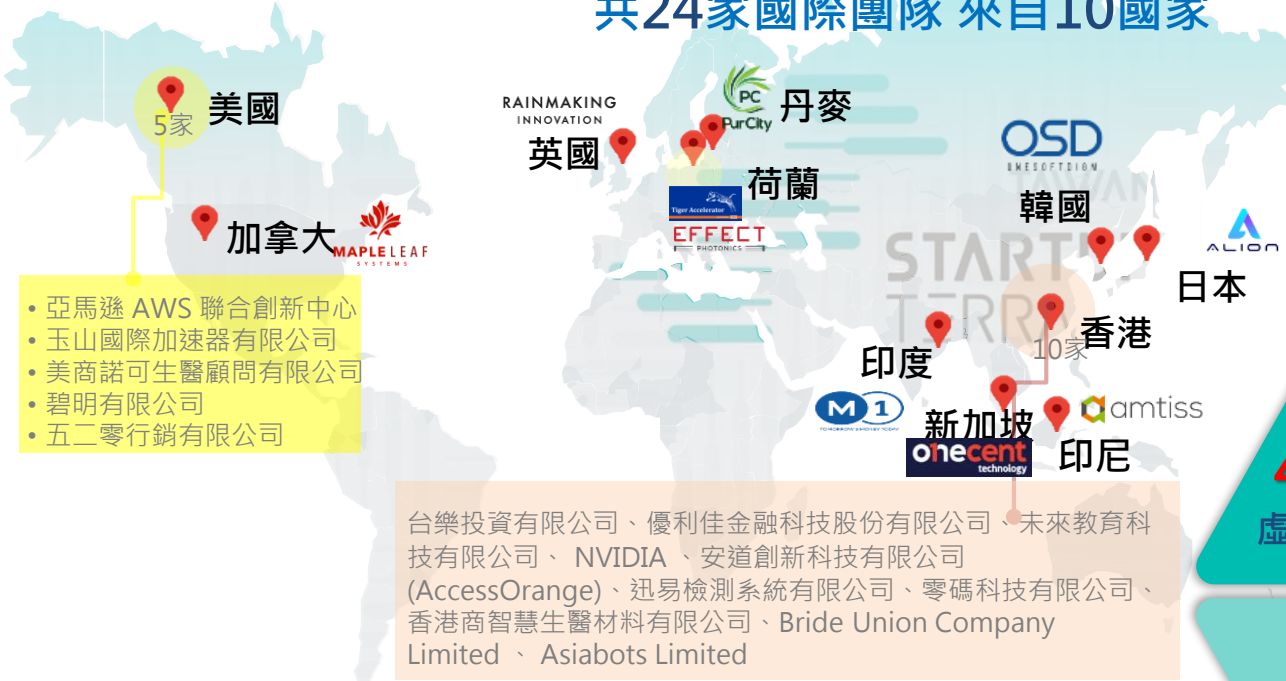 共24家國際團隊 來自10國家
美國
5家
RAINMAKING
INNOVATION
英國
PC
PurCity
丹麥
荷蘭
Tiger Accelerator
EFFECT
PHOTONICS
OSD
ONESOFTDIGM
韓國
加拿大
MAPLELEAF
SYSTEMS
ALION
日本
STARTUP
TERRA
香港
10家
印度
M1
新加坡
onecent
technology
amtiss
印尼
• 亞馬遜 AWS 聯合創新中心
• 玉山國際加速器有限公司
• 美商諾可生醫顧問有限公司
• 碧明有限公司
• 五二零行銷有限公司
台樂投資有限公司、優利佳金融科技股份有限公司、未來教育科
技有限公司、 NVIDIA 、安道創新科技有限公司
(AccessOrange)、迅易檢測系統有限公司、零碼科技有限公司、
香港商智慧生醫材料有限公司、Bride Union Company
Limited 、 Asiabots Limited
虛